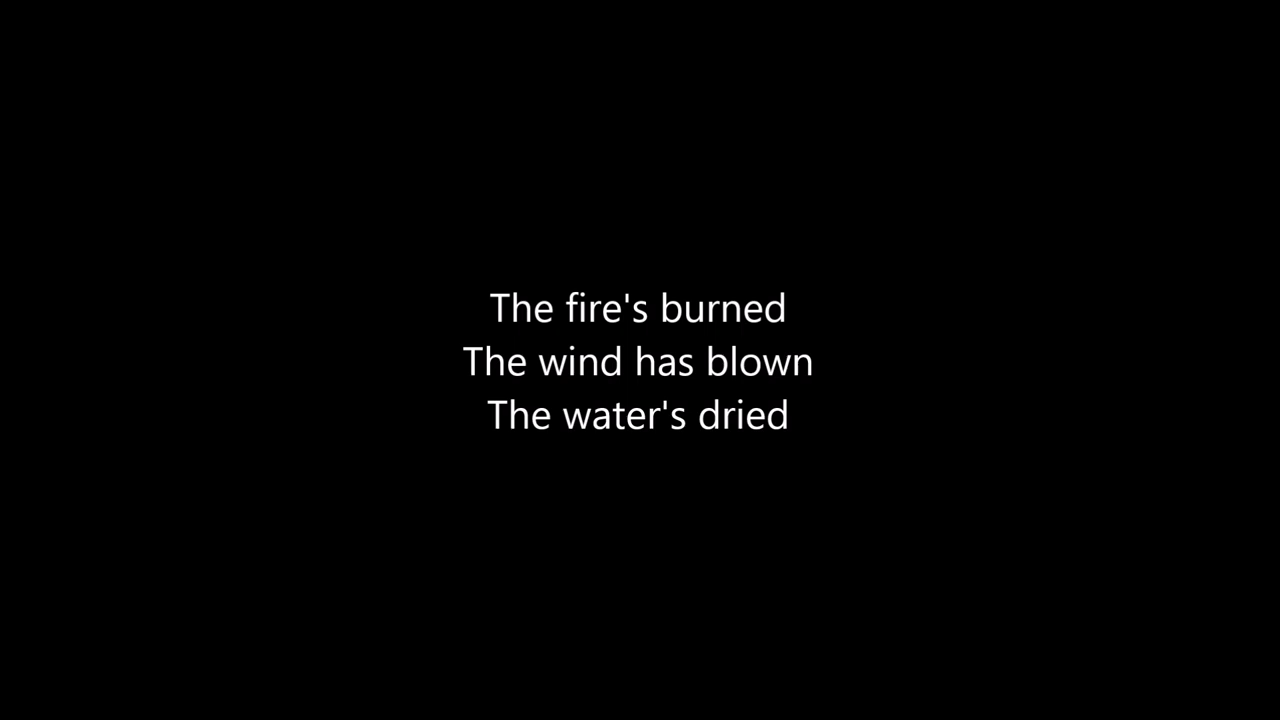 The fire's burned
The wind has blown
The water's dried